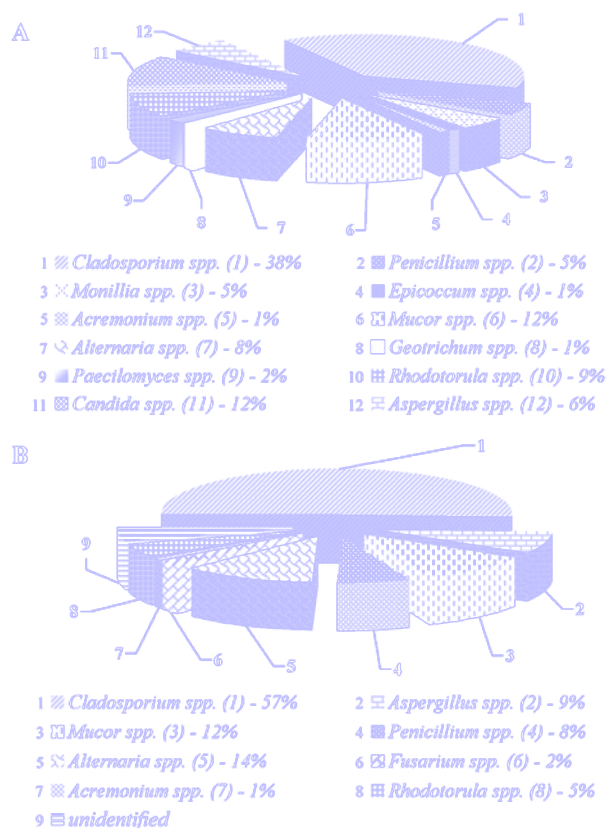 A
12
1
11
10
9
8
7
6
5
4
3
2
1 Cladosporium spp. (1) - 38%
2 Penicillium spp. (2) - 5%
3 Monillia spp. (3) - 5%
4 Epicoccum spp. (4) - 1%
5 Acremonium spp. (5) - 1%
6 Mucor spp. (6) - 12%
7 Alternaria spp. (7) - 8%
8 Geotrichum spp. (8) - 1%
9 Paecilomyces spp. (9) - 2%
10 Rhodotorula spp. (10) - 9%
11 Candida spp. (11) - 12%
12 Aspergillus spp. (12) - 6%
B
1
9
8
7
6
5
4
3
2
1 Cladosporium spp. (1) - 57%
2 Aspergillus spp. (2) - 9%
3 Mucor spp. (3) - 12%
4 Penicillium spp. (4) - 8%
5 Alternaria spp. (5) - 14%
6 Fusarium spp. (6) - 2%
7 Acremonium spp. (7) - 1%
8 Rhodotorula spp. (8) - 5%
9 unidentified